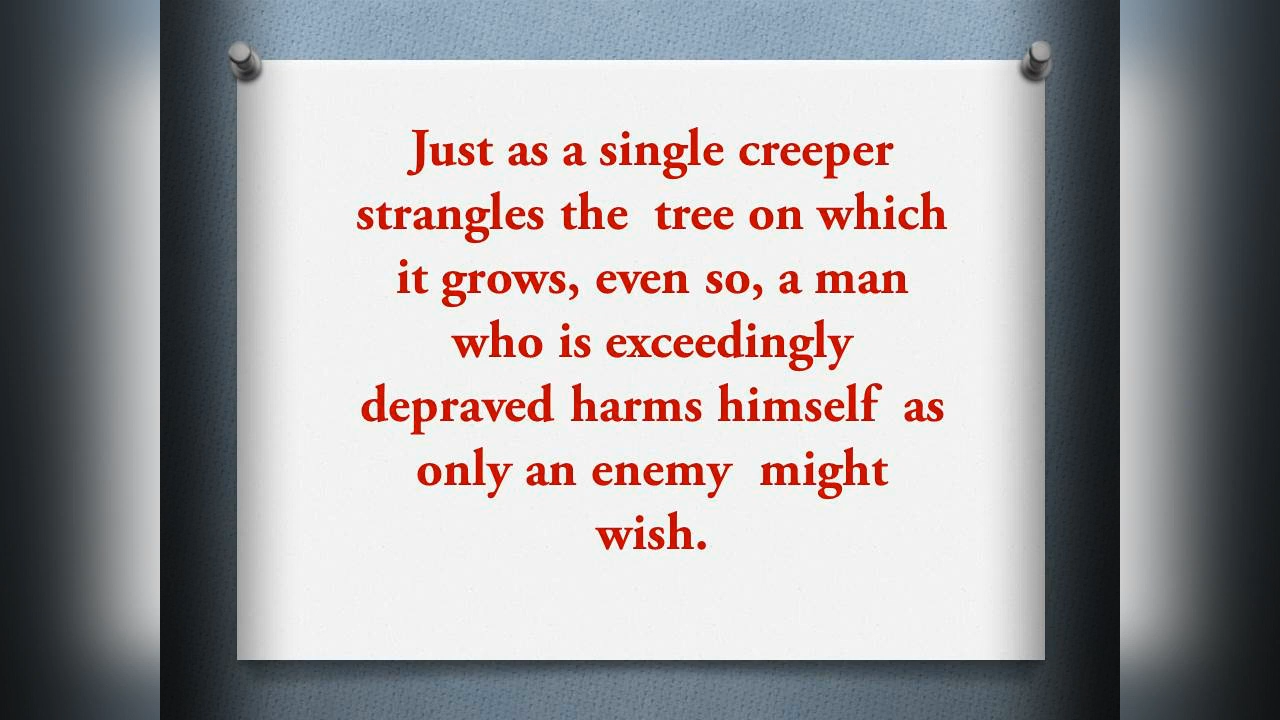 Just as a single creeper
strangles the tree on which
it grows, even so, a man
who is exceedingly
depraved harms himself as
only an enemy might
wish.